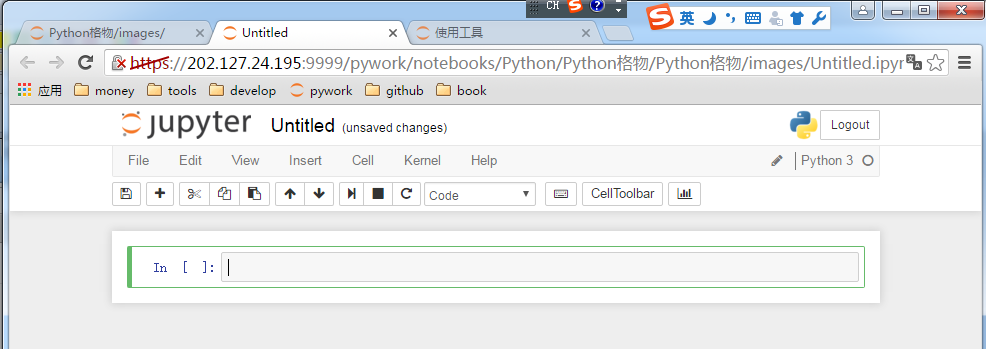 CH
英
Python格物/images/
Untitled
使用工具
https://202.127.24.195:9999/pywork/notebooks/Python/Python格物/Python格物/images/Untitled.ipyr
应用 money tools develop pywork github book
jupyter Untitled (unsaved changes) Logout
File Edit View Insert Cell Kernel Help Python 3
Code CellToolbar
In [ ]: